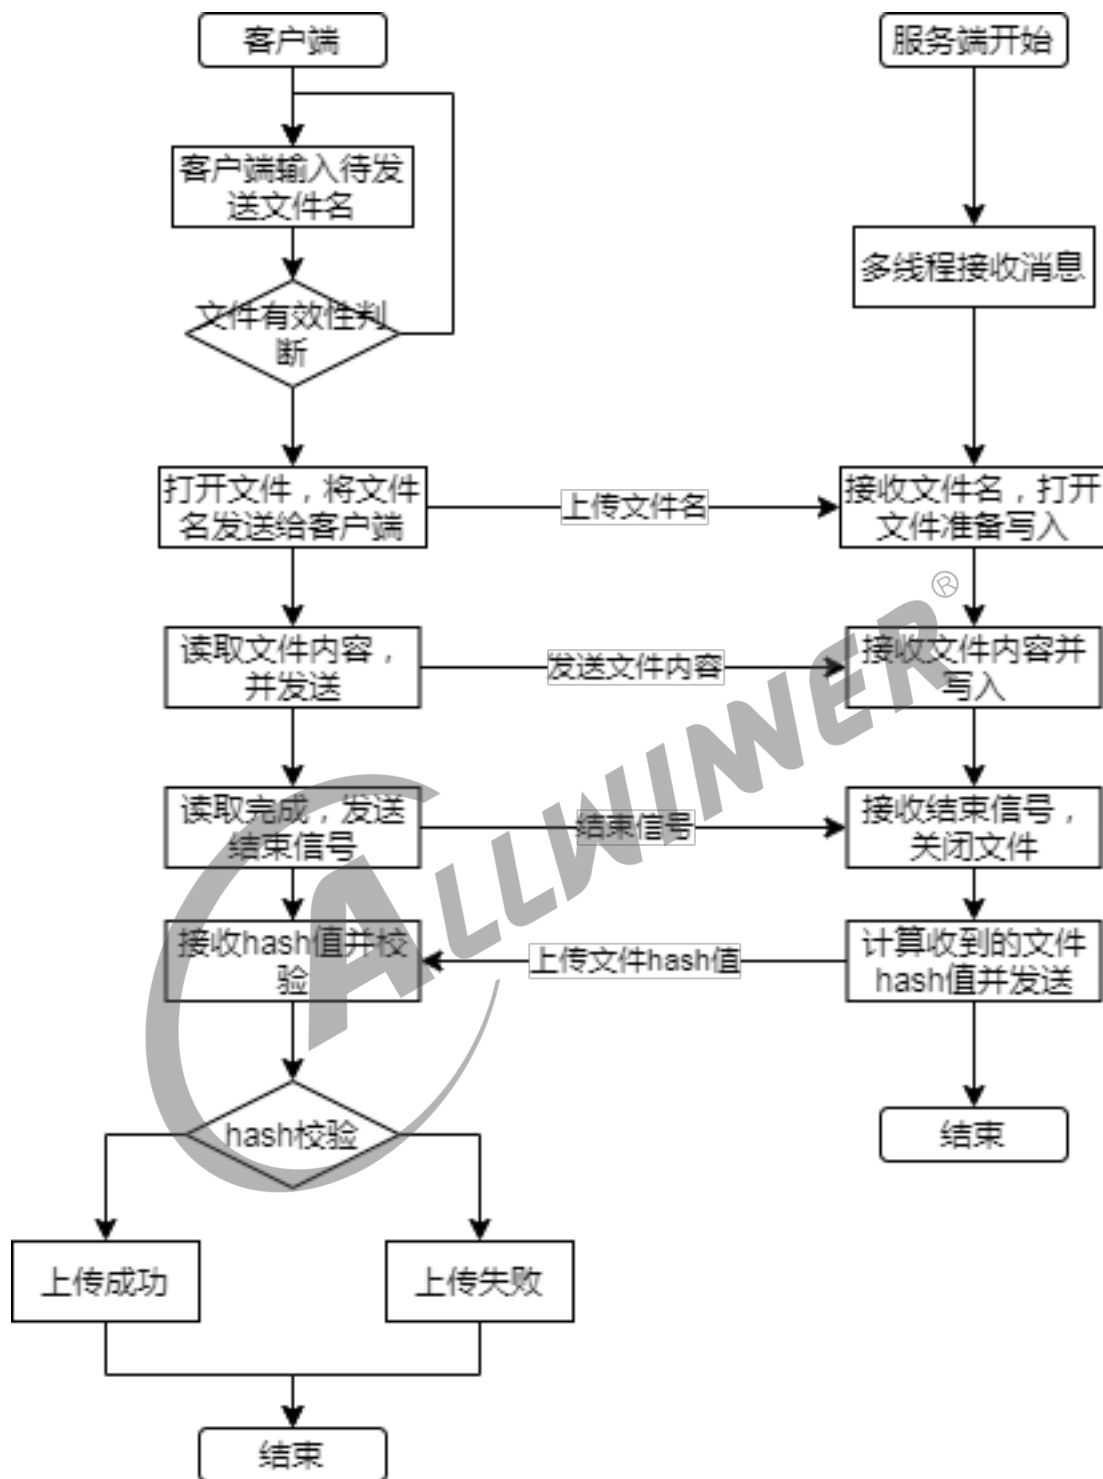 客户端
客户端输入待发
送文件名
文件有效性判
断
打开文件，将文件
名发送给客户端
读取文件内容，
并发送
读取完成，发送
结束信号
接收hash值并校
验
hash校验
上传成功
上传失败
结束
上传文件名
发送文件内容
结束信号
上传文件hash值
服务端开始
多线程接收消息
接收文件名，打开
文件准备写入
接收文件内容并
写入
接收结束信号，
关闭文件
计算收到的文件
hash值并发送
结束
ALLWINNER®